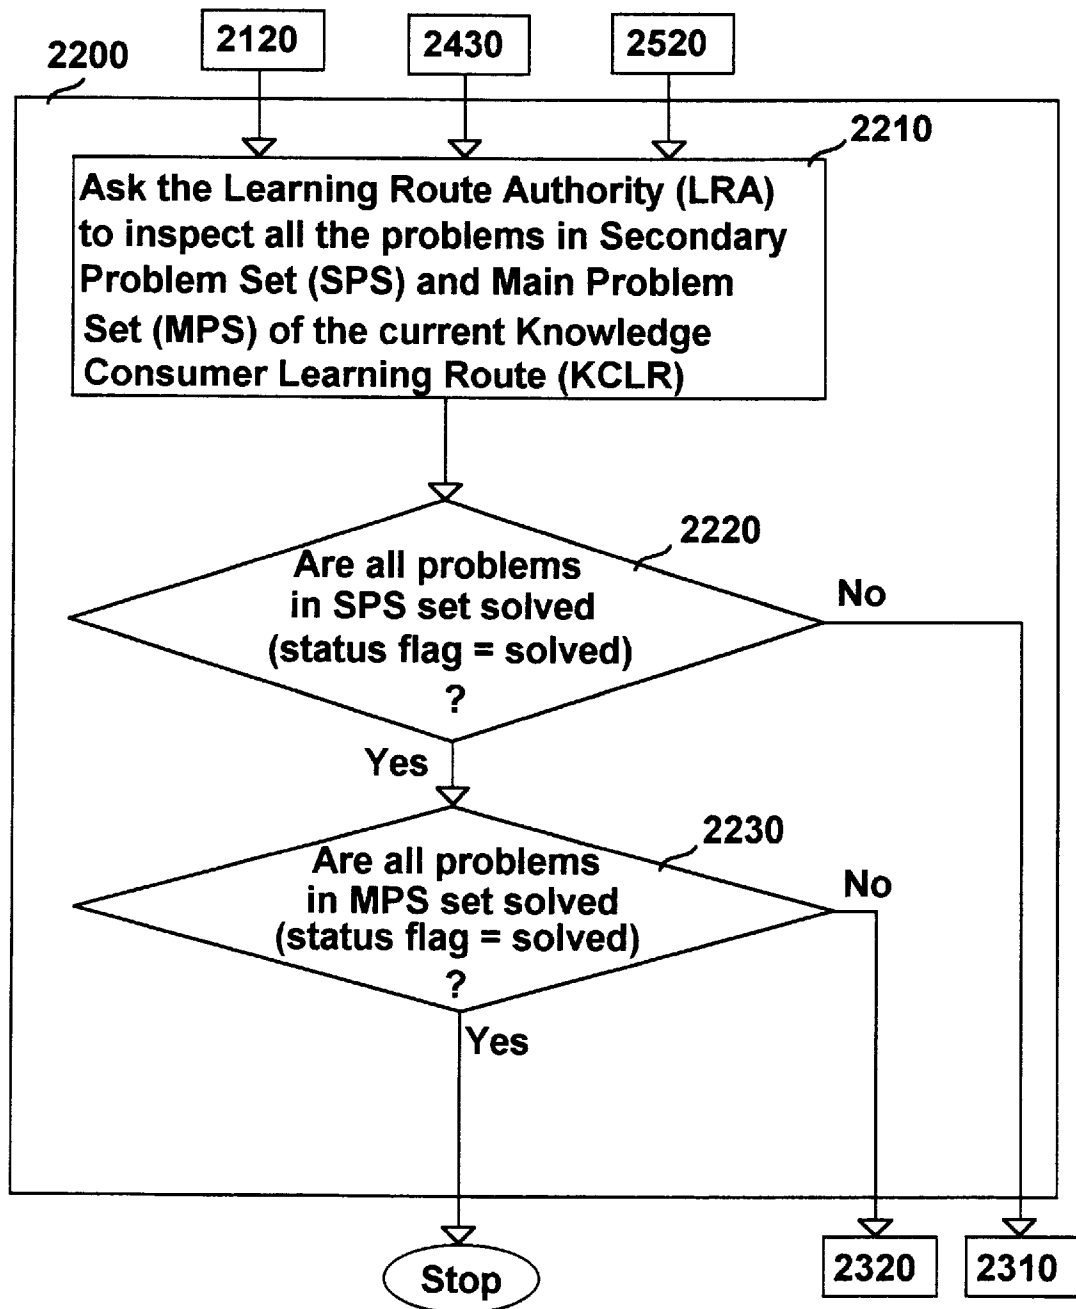 2120
2430
2520
2200
2210
Ask the Learning Route Authority (LRA)
to inspect all the problems in Secondary
Problem Set (SPS) and Main Problem
Set (MPS) of the current Knowledge
Consumer Learning Route (KCLR)
2220
Are all problems
in SPS set solved
(status flag = solved)
?
No
Yes
2230
Are all problems
in MPS set solved
(status flag = solved)
?
No
Yes
Stop
2320
2310